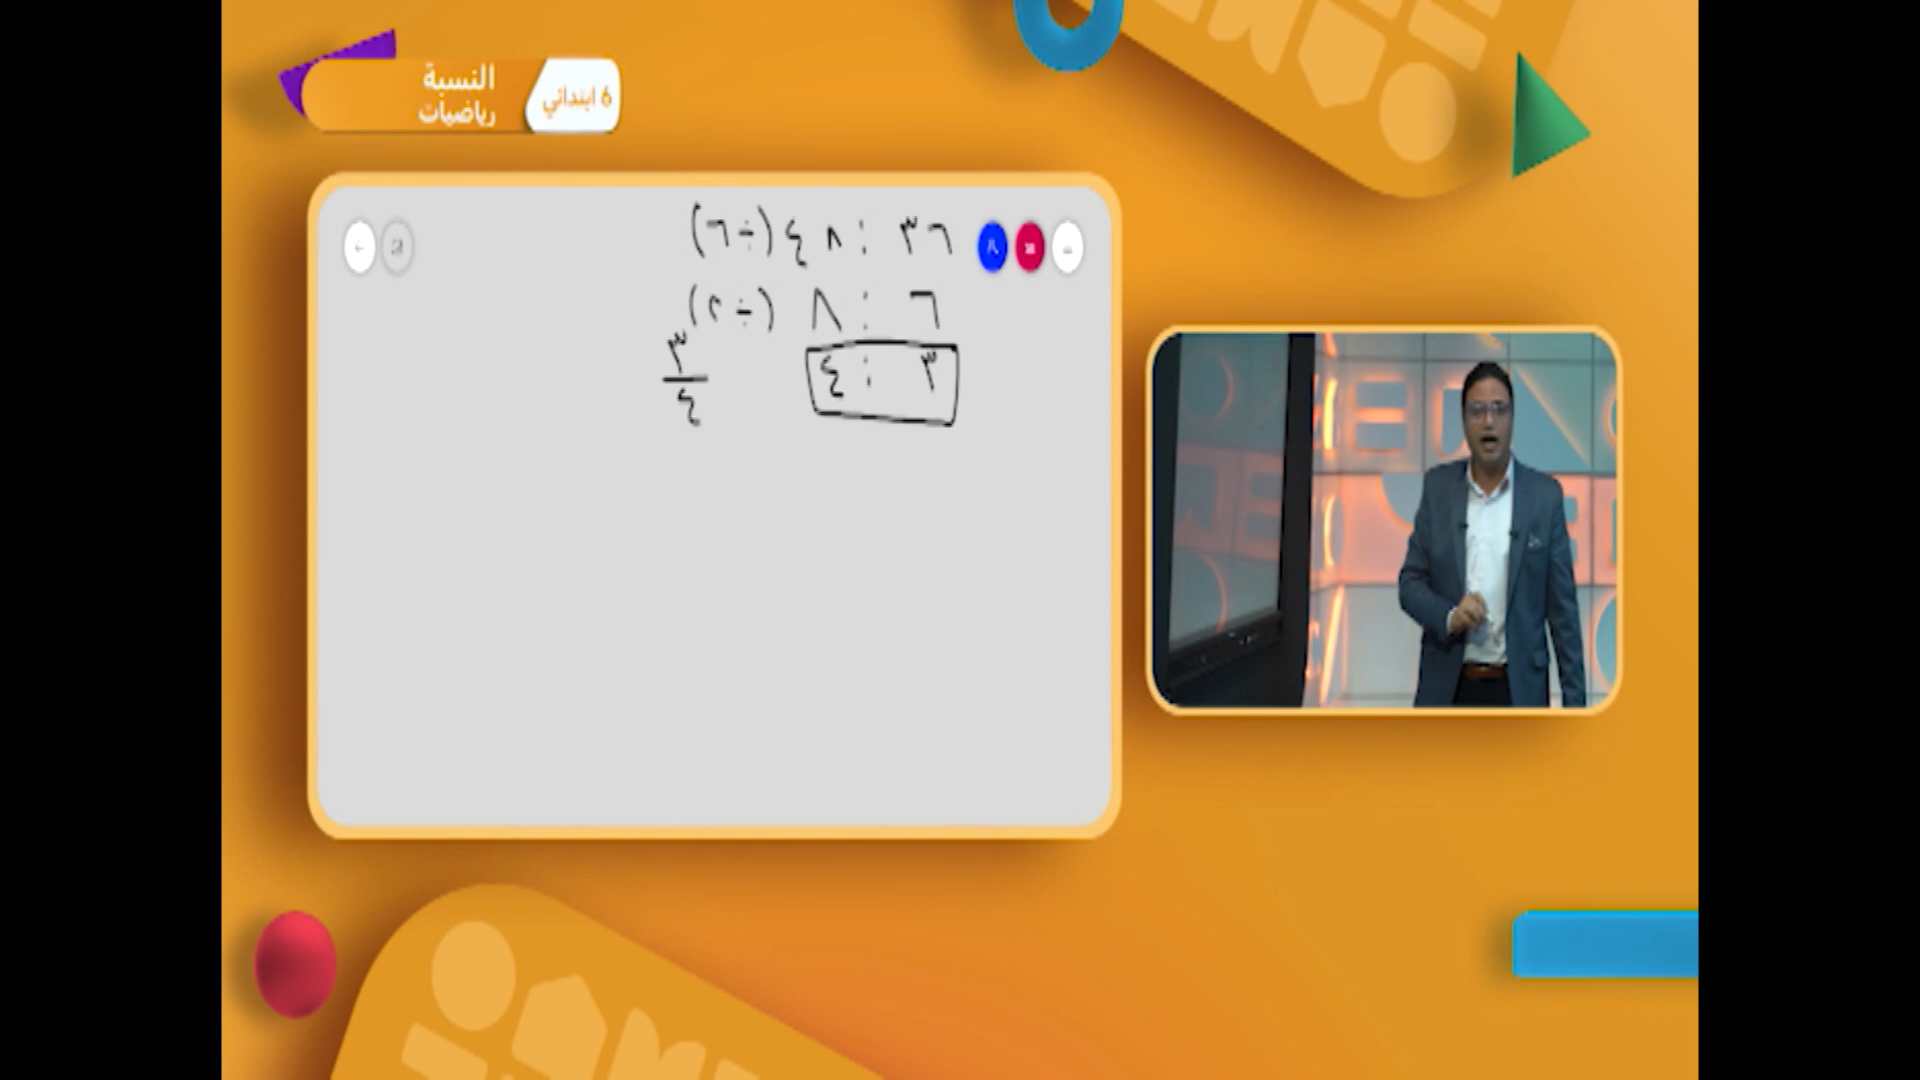 النسبة
رياضيات
6 ابتدائي
٣٦ : ٤٨ (÷٦)
٦ : ٨ (÷٢)
٣ : ٤
٣
٤